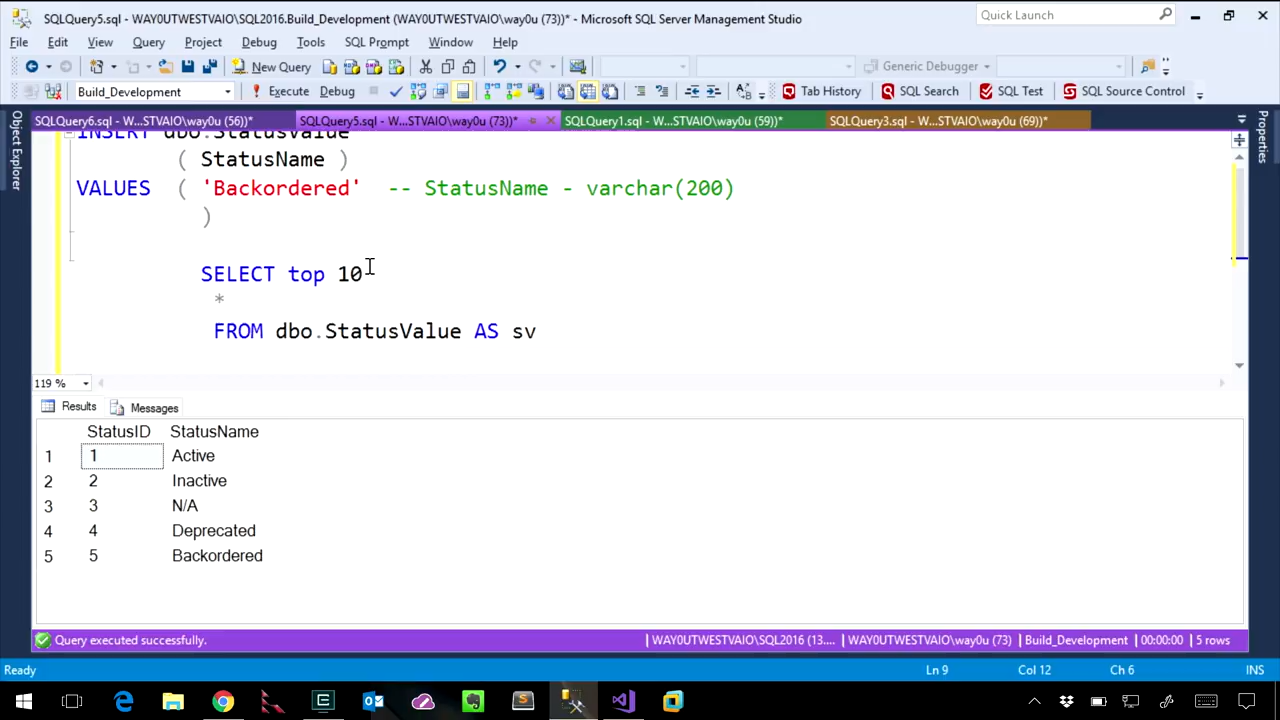 SQLQuery5.sql - WAY0UTWESTVAIO\SQL2016.Build_Development (WAY0UTWESTVAIO\way0u (73))* - Microsoft SQL Server Management Studio
Quick Launch
File Edit View Query Project Debug Tools SQL Prompt Window Help
New Query
Generic Debugger
Build_Development
Execute Debug
Tab History SQL Search SQL Test SQL Source Control
SQLQuery6.sql - W...STVAIO\way0u (56))* SQLQuery5.sql - W...STVAIO\way0u (73))* SQLQuery1.sql - W...STVAIO\way0u (59))* SQLQuery3.sql - W...STVAIO\way0u (69))*
Object Explorer
Properties
INSERT dbo.StatusValue
( StatusName )
VALUES ( 'Backordered' -- StatusName - varchar(200)
)
SELECT top 10
*
FROM dbo.StatusValue AS sv
119 %
Results Messages
StatusID StatusName
1 1 Active
2 2 Inactive
3 3 N/A
4 4 Deprecated
5 5 Backordered
Query executed successfully.
WAY0UTWESTVAIO\SQL2016 (13.... WAY0UTWESTVAIO\way0u (73) Build_Development 00:00:00 5 rows
Ready
Ln 9 Col 12 Ch 6 INS